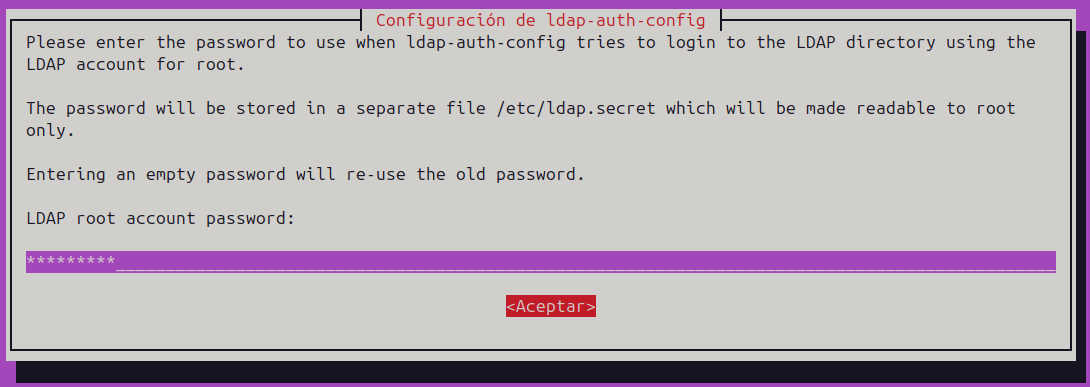 Configuración de ldap-auth-config
Please enter the password to use when ldap-auth-config tries to login to the LDAP directory using the
LDAP account for root.
The password will be stored in a separate file /etc/ldap.secret which will be made readable to root
only.
Entering an empty password will re-use the old password.
LDAP root account password:
*********______________________________________________________________________________________________
<Aceptar>